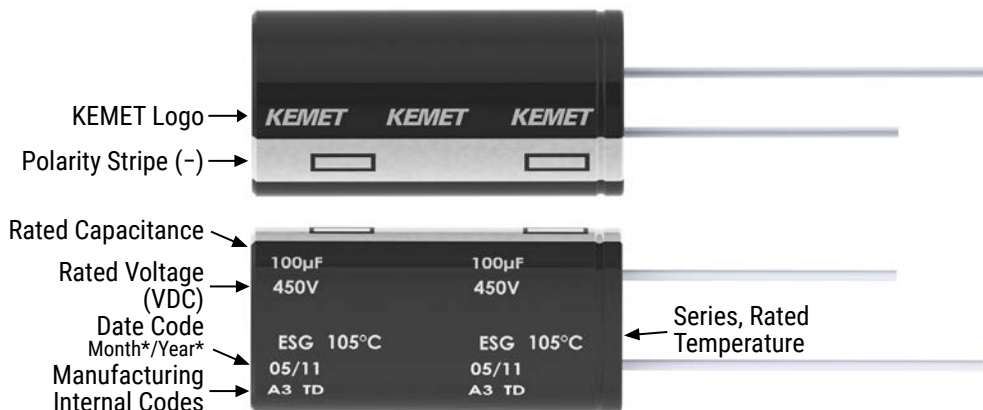 KEMET Logo
KEMET KEMET KEMET
Polarity Stripe (−)
Rated Capacitance
100µF 100µF
Rated Voltage
(VDC)
450V 450V
Date Code
Month*/Year*
ESG 105°C ESG 105°C
05/11 05/11
Manufacturing
Internal Codes
A3 TD A3 TD
Series, Rated
Temperature